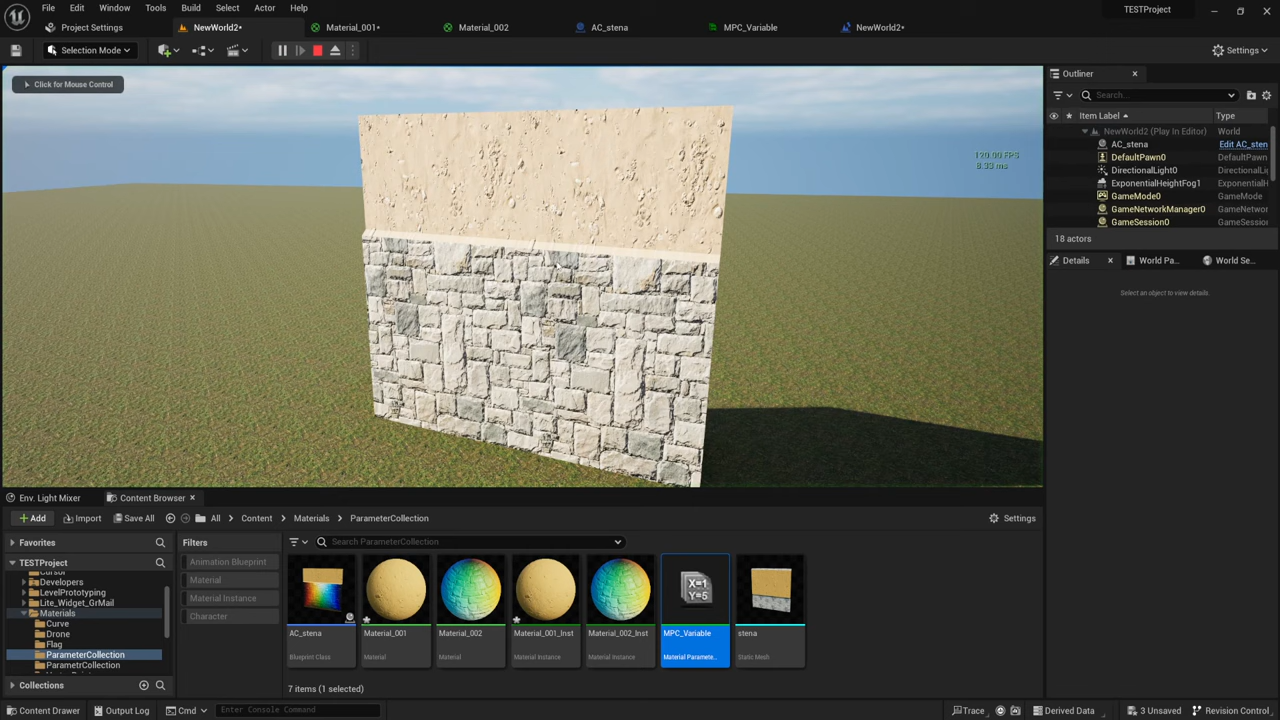 File Edit Window Tools Build Select Actor Help
TESTProject
Project Settings
NewWorld2*
Material_001*
Material_002
AC_stena
MPC_Variable
NewWorld2*
Selection Mode
Settings
Click for Mouse Control
120.00 FPS
8.33 ms
Outliner
Search...
Item Label
Type
NewWorld2 (Play In Editor) World
AC_stena Edit AC_sten
DefaultPawn0 DefaultPawn
DirectionalLight0 DirectionalLig
ExponentialHeightFog1 ExponentialH
GameMode0 GameMode
GameNetworkManager0 GameNetwor
GameSession0 GameSession
18 actors
Details
World Pa...
World Se...
Select an object to view details.
Env. Light Mixer
Content Browser
Add
Import
Save All
All > Content > Materials > ParameterCollection
Settings
Favorites
TESTProject
Developers
LevelPrototyping
Lite_Widget_GrMail
Materials
Curve
Drone
Flag
ParameterCollection
ParametrCollection
Collections
Filters
Animation Blueprint
Material
Material Instance
Character
Search ParameterCollection
AC_stena
Blueprint Class
Material_001
Material
Material_002
Material
Material_001_Inst
Material Instance
Material_002_Inst
Material Instance
X=1
Y=5
MPC_Variable
Material Paramete...
stena
Static Mesh
7 items (1 selected)
Content Drawer
Output Log
Cmd
Enter Console Command
Trace
Derived Data
3 Unsaved
Revision Control